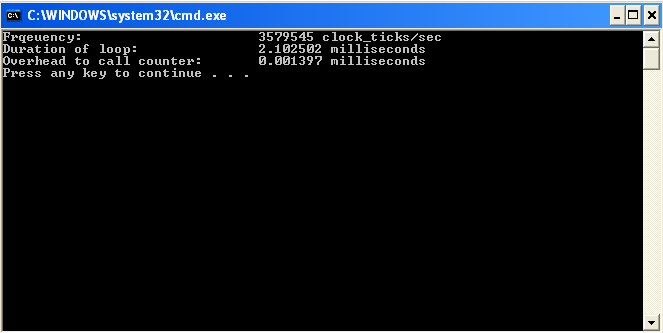 C:\WINDOWS\system32\cmd.exe
Frqeuency: 3579545 clock_ticks/sec
Duration of loop: 2.102502 milliseconds
Overhead to call counter: 0.001397 milliseconds
Press any key to continue . . .